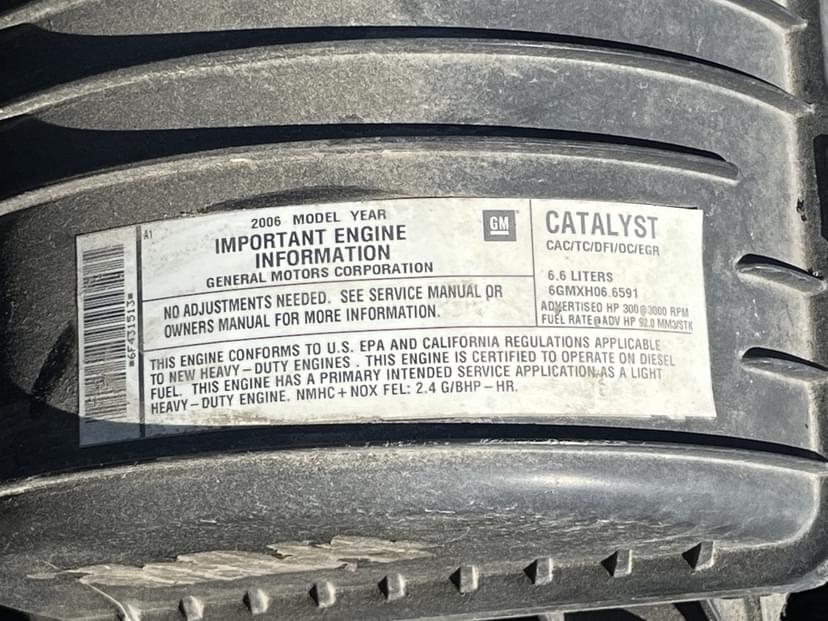 *6F431513*
A1
2006 MODEL YEAR
IMPORTANT ENGINE
INFORMATION
GENERAL MOTORS CORPORATION
GM
NO ADJUSTMENTS NEEDED. SEE SERVICE MANUAL OR
OWNERS MANUAL FOR MORE INFORMATION.
CATALYST
CAC/TC/DFI/OC/EGR
6.6 LITERS
6GMXH06.6591
ADVERTISED HP 300@3000 RPM
FUEL RATE@ADV HP 92.0 MM3/STK
THIS ENGINE CONFORMS TO U.S. EPA AND CALIFORNIA REGULATIONS APPLICABLE
TO NEW HEAVY-DUTY ENGINES . THIS ENGINE IS CERTIFIED TO OPERATE ON DIESEL
FUEL. THIS ENGINE HAS A PRIMARY INTENDED SERVICE APPLICATION AS A LIGHT
HEAVY-DUTY ENGINE. NMHC+NOX FEL: 2.4 G/BHP-HR.